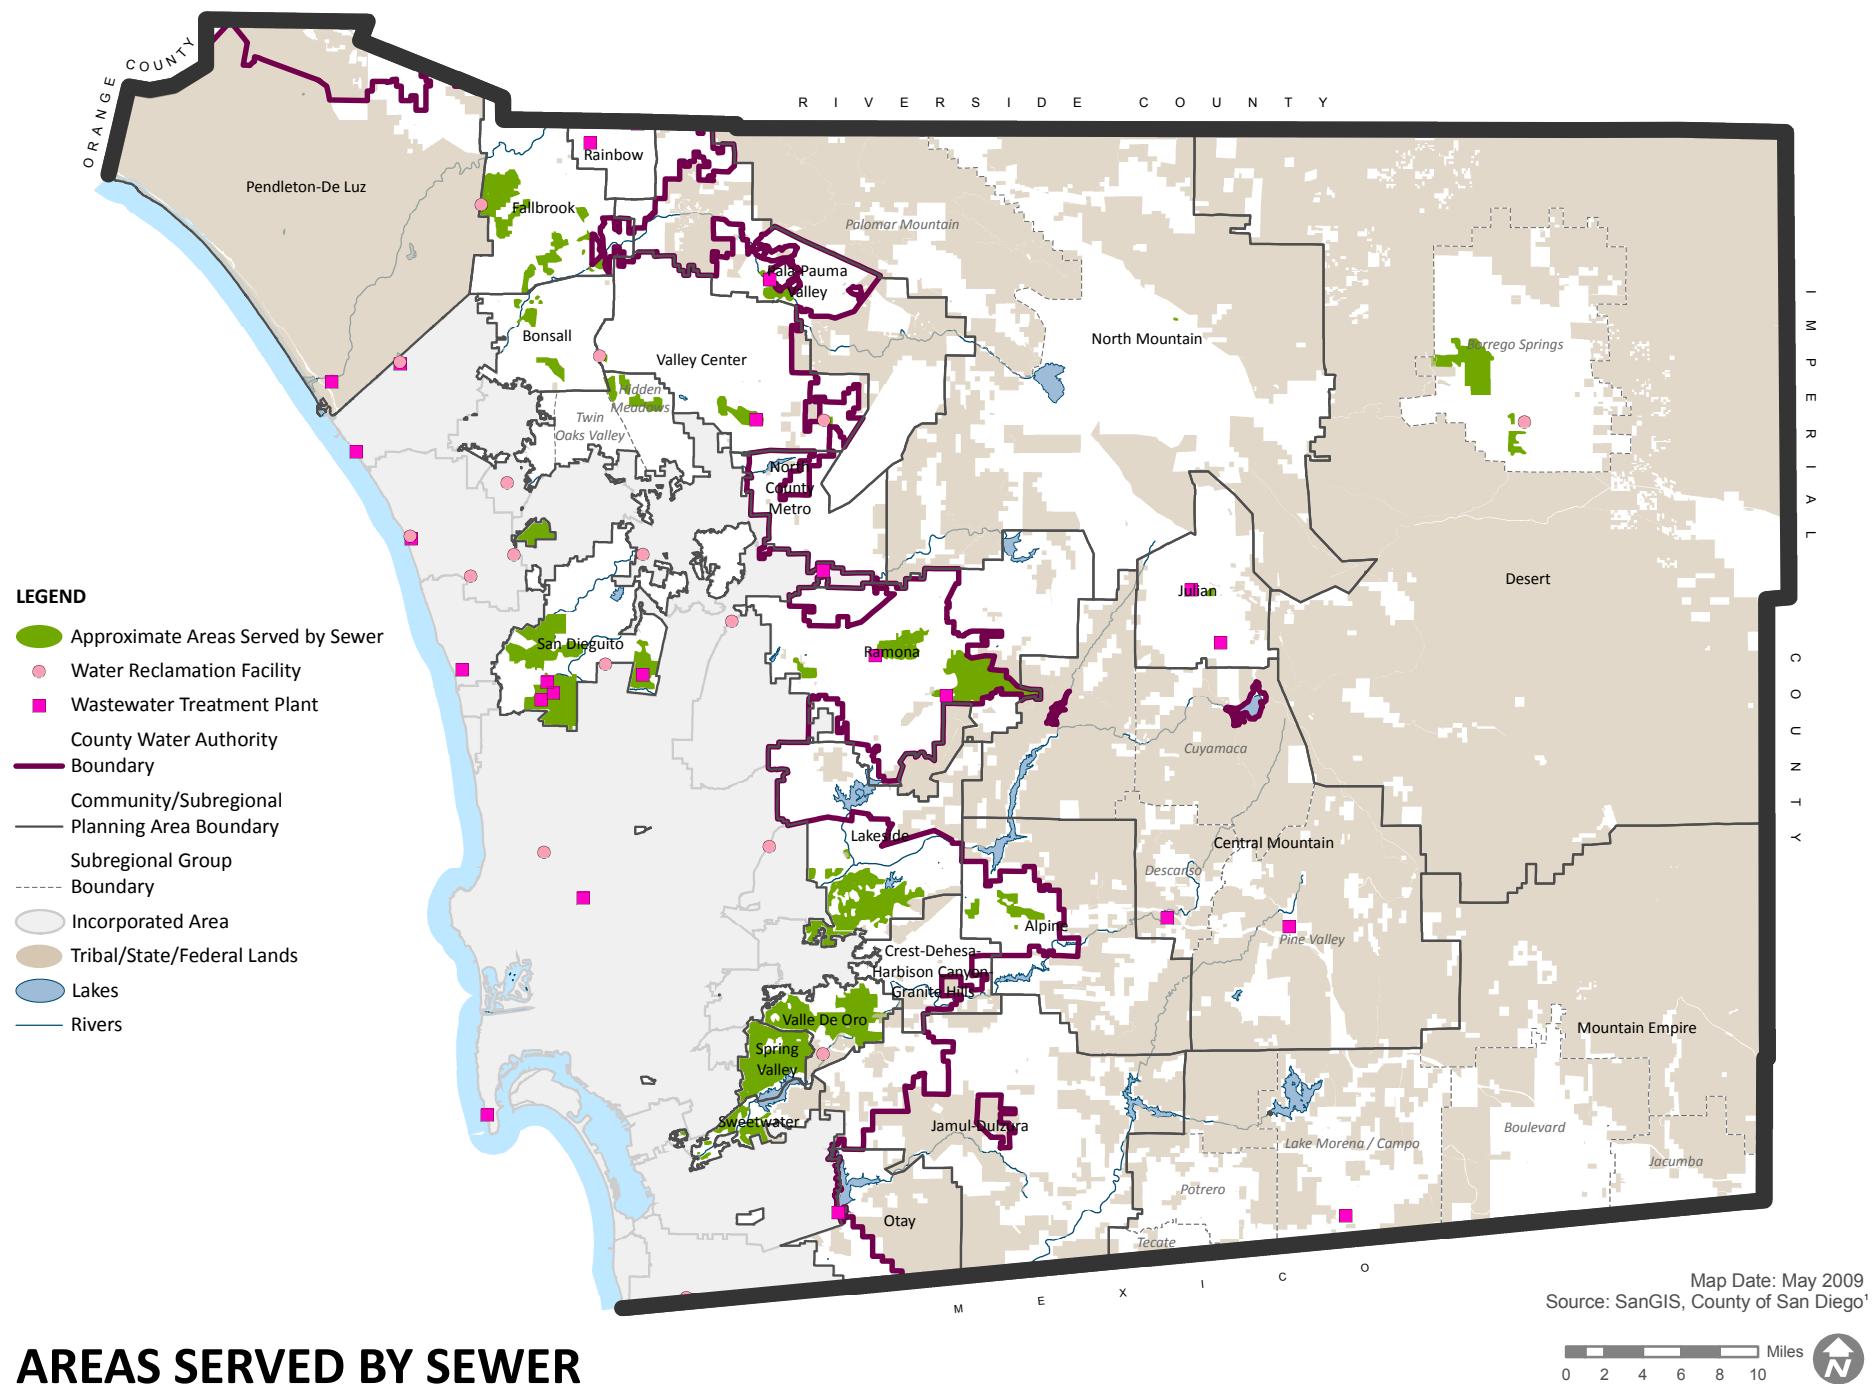 ORANGE COUNTY
RIVERSIDE COUNTY
IMPERIAL COUNTY
MEXICO
Rainbow
Pendleton-De Luz
Fallbrook
Palomar Mountain
Pala Pauma
Valley
North Mountain
Borrego Springs
Bonsall
Valley Center
Hidden
Meadows
Twin
Oaks Valley
North
County
Metro
Desert
Julian
San Dieguito
Ramona
Cuyamaca
Lakeside
Central Mountain
Descanso
Alpine
Pine Valley
Crest-Dehesa-
Harbison Canyon-
Granite Hills
Valle De Oro
Spring
Valley
Mountain Empire
Sweetwater
Jamul-Dulzura
Lake Morena / Campo
Boulevard
Jacumba
Potrero
Otay
Tecate
LEGEND
Approximate Areas Served by Sewer
Water Reclamation Facility
Wastewater Treatment Plant
County Water Authority
Boundary
Community/Subregional
Planning Area Boundary
Subregional Group
Boundary
Incorporated Area
Tribal/State/Federal Lands
Lakes
Rivers
Map Date: May 2009
Source: SanGIS, County of San Diego¹
Miles
0 2 4 6 8 10
N
AREAS SERVED BY SEWER